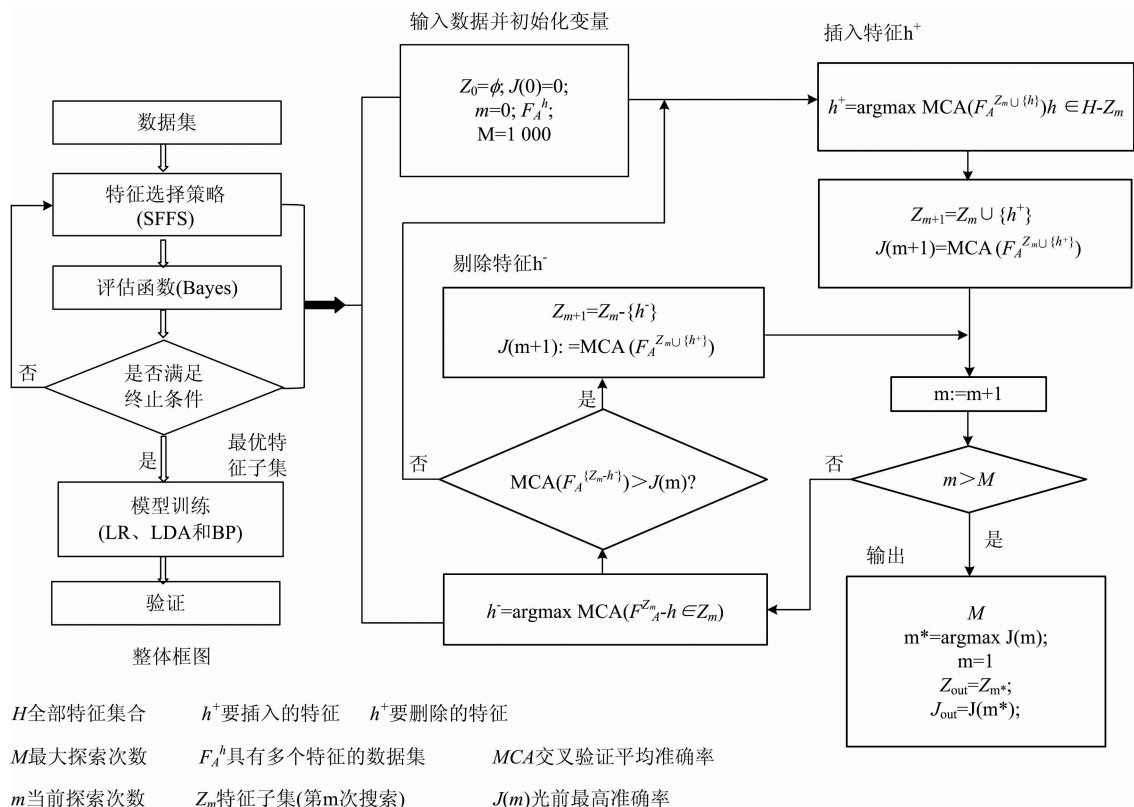 数据集
特征选择策略
(SFFS)
评估函数(Bayes)
是否满足
终止条件
否
是
最优特
征子集
模型训练
(LR、LDA和BP)
验证
整体框图
输入数据并初始化变量
Z₀=ϕ; J(0)=0;
m=0; F_A^h;
M=1 000
插入特征h⁺
h⁺=argmax MCA(F_A^{Z_m∪{h}})h∈H-Z_m
Z_{m+1}=Z_m∪{h⁺}
J(m+1)=MCA(F_A^{Z_m∪{h⁺}})
剔除特征h⁻
Z_{m+1}=Z_m-{h⁻}
J(m+1): =MCA(F_A^{Z_m∪{h⁺}})
是
否
MCA(F_A^{{Z_m-h⁻}})>J(m)?
h⁻=argmax MCA(F^{Z_m}_A-h∈Z_m)
m:=m+1
否
m>M
是
输出
M
m*=argmax J(m);
m=1
Z_out=Z_{m*};
J_out=J(m*);
H全部特征集合 h⁺要插入的特征 h⁺要删除的特征
M最大探索次数 F_A^h具有多个特征的数据集 MCA交叉验证平均准确率
m当前探索次数 Z_m特征子集(第m次搜索) J(m)光前最高准确率